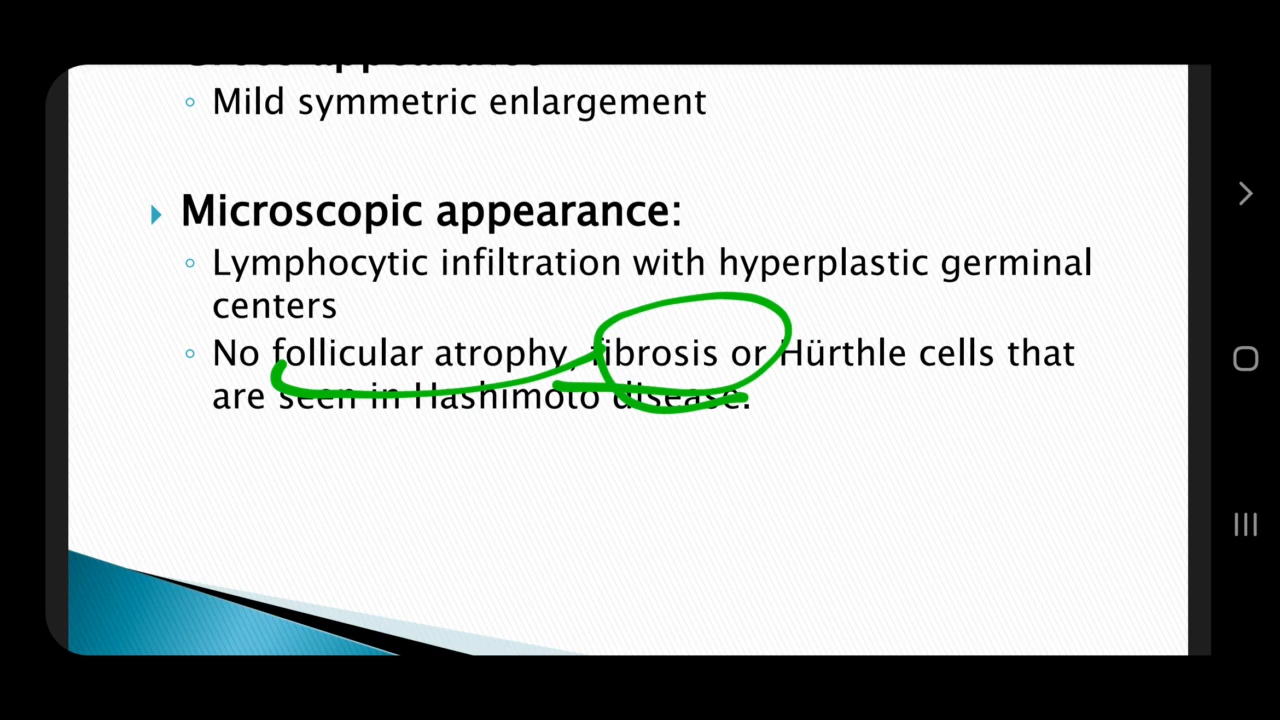 Mild symmetric enlargement
Microscopic appearance:
Lymphocytic infiltration with hyperplastic germinal
centers
No follicular atrophy, fibrosis or Hürthle cells that
are seen in Hashimoto disease.